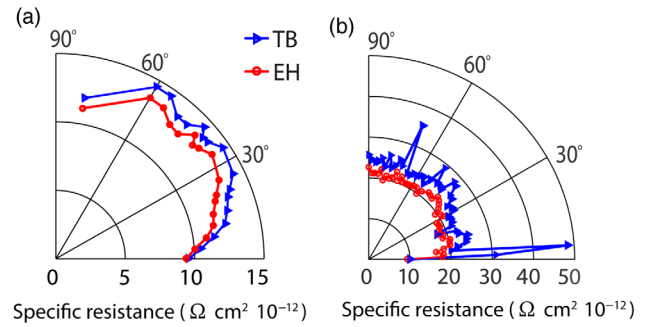 (a)
90°
60°
30°
0 5 10 15
Specific resistance ( Ω cm² 10⁻¹²)
TB
EH
(b)
90°
60°
30°
0 10 20 30 40 50
Specific resistance ( Ω cm² 10⁻¹²)